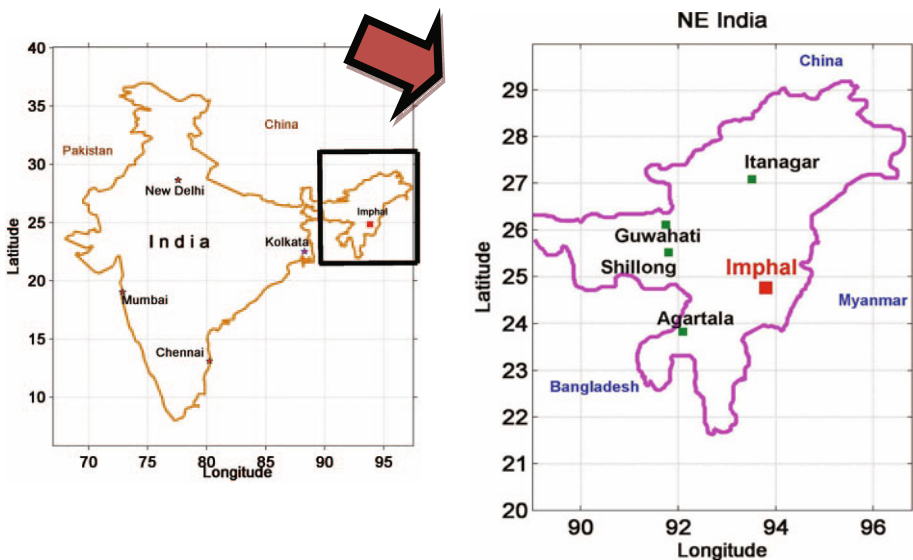 40
35
30
25
20
15
10
Latitude
70
75
80
85
90
95
Longitude
Pakistan
China
New Delhi
India
Kolkata
Imphal
Mumbai
Chennai
NE India
29
28
27
26
25
24
23
22
21
20
Latitude
90
92
94
96
Longitude
China
Itanagar
Guwahati
Shillong
Imphal
Myanmar
Agartala
Bangladesh